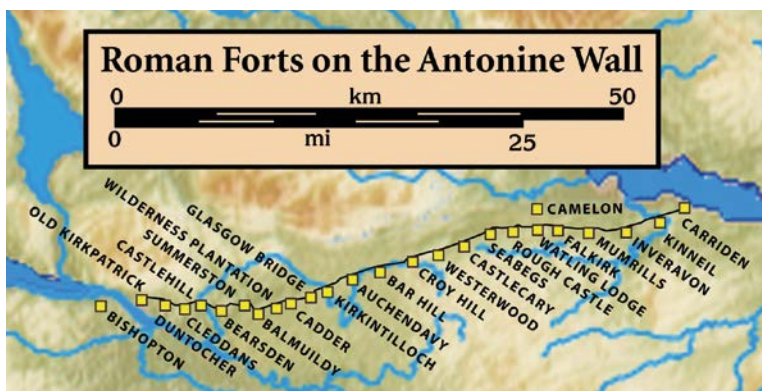 Roman Forts on the Antonine Wall
0 km 50
0 mi 25
BISHOPTON
OLD KIRKPATRICK
DUNTOCHER
CLEDDANS
CASTLEHILL
BEARSDEN
SUMMERSTON
BALMUILDY
WILDERNESS PLANTATION
CADDER
GLASGOW BRIDGE
KIRKINTILLOCH
AUCHENDAVY
BAR HILL
CROY HILL
WESTERWOOD
CASTLECARY
SEABEGS
ROUGH CASTLE
CAMELON
WATLING LODGE
FALKIRK
MUMRILLS
INVERAVON
KINNEIL
CARRIDEN